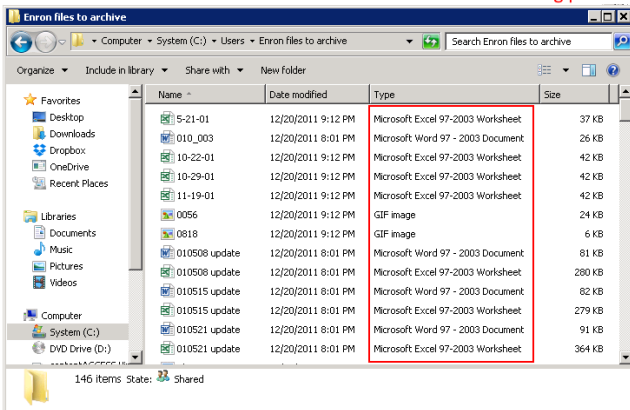 Enron files to archive
Computer System (C:) Users Enron files to archive Search Enron files to archive
Organize Include in library Share with New folder
Favorites
Desktop
Downloads
Dropbox
OneDrive
Recent Places
Libraries
Documents
Music
Pictures
Videos
Computer
System (C:)
DVD Drive (D:)
Name Date modified Type Size
5-21-01 12/20/2011 9:12 PM Microsoft Excel 97-2003 Worksheet 37 KB
010_003 12/20/2011 8:01 PM Microsoft Word 97 - 2003 Document 26 KB
10-22-01 12/20/2011 9:12 PM Microsoft Excel 97-2003 Worksheet 42 KB
10-29-01 12/20/2011 9:12 PM Microsoft Excel 97-2003 Worksheet 42 KB
11-19-01 12/20/2011 9:12 PM Microsoft Excel 97-2003 Worksheet 42 KB
0056 12/20/2011 9:12 PM GIF image 24 KB
0818 12/20/2011 9:12 PM GIF image 6 KB
010508 update 12/20/2011 8:01 PM Microsoft Word 97 - 2003 Document 81 KB
010508 update 12/20/2011 8:01 PM Microsoft Excel 97-2003 Worksheet 280 KB
010515 update 12/20/2011 8:01 PM Microsoft Word 97 - 2003 Document 82 KB
010515 update 12/20/2011 8:01 PM Microsoft Excel 97-2003 Worksheet 279 KB
010521 update 12/20/2011 8:01 PM Microsoft Word 97 - 2003 Document 91 KB
010521 update 12/20/2011 8:01 PM Microsoft Excel 97-2003 Worksheet 364 KB
146 items State: Shared